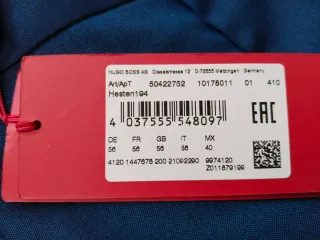 HUGO BOSS AG Dieselstrasse 12 D-72555 Metzingen Germany
Art/ApT 50422752 10178011 01 410
Hesten194
EAC
4 037555 548097
DE FR GB IT MX
56 56 56 56 40
4120 1447676 200 21092290 9974120
Z011879199